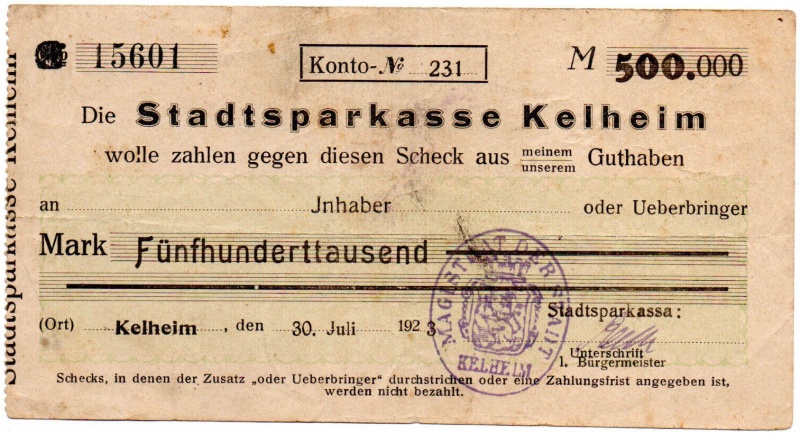 № 15601
Konto-№ 231
M 500.000
Die Stadtsparkasse Kelheim
wolle zahlen gegen diesen Scheck aus meinem unserem Guthaben
an Jnhaber oder Ueberbringer
Mark Fünfhunderttausend
Stadtsparkassa:
(Ort) Kelheim, den 30. Juli 1923
Unterschrift
1. Bürgermeister
Schecks, in denen der Zusatz „oder Ueberbringer" durchstrichen oder eine Zahlungsfrist angegeben ist,
werden nicht bezahlt.
Stadtsparkasse Kelheim
MAGISTRAT DER STADT
KELHEIM